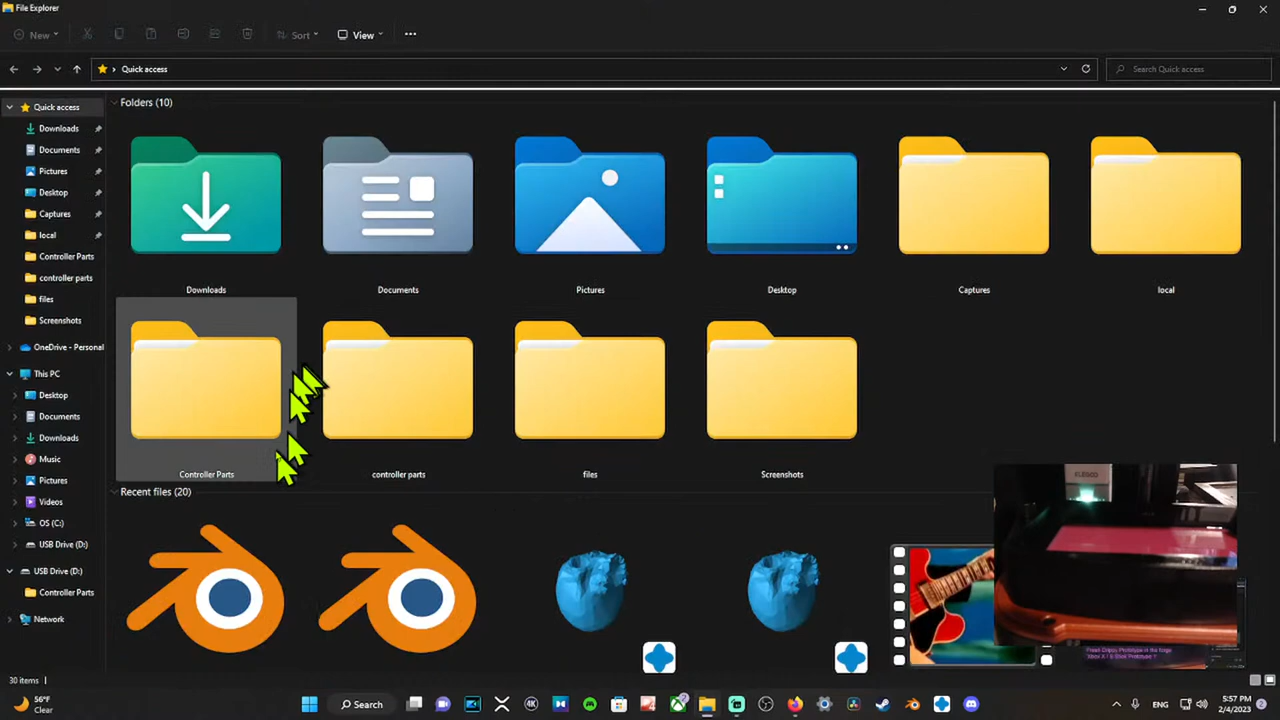 File Explorer
New
Sort
View
Quick access
Search Quick access
Quick access
Downloads
Documents
Pictures
Desktop
Captures
local
Controller Parts
controller parts
files
Screenshots
OneDrive - Personal
This PC
Desktop
Documents
Downloads
Music
Pictures
Videos
OS (C:)
USB Drive (D:)
USB Drive (D:)
Controller Parts
Network
Folders (10)
Downloads
Documents
Pictures
Desktop
Captures
local
Controller Parts
controller parts
files
Screenshots
Recent files (20)
ELEGOO
30 items
56°F
Clear
Search
4K
ENG
5:57 PM
2/4/2023